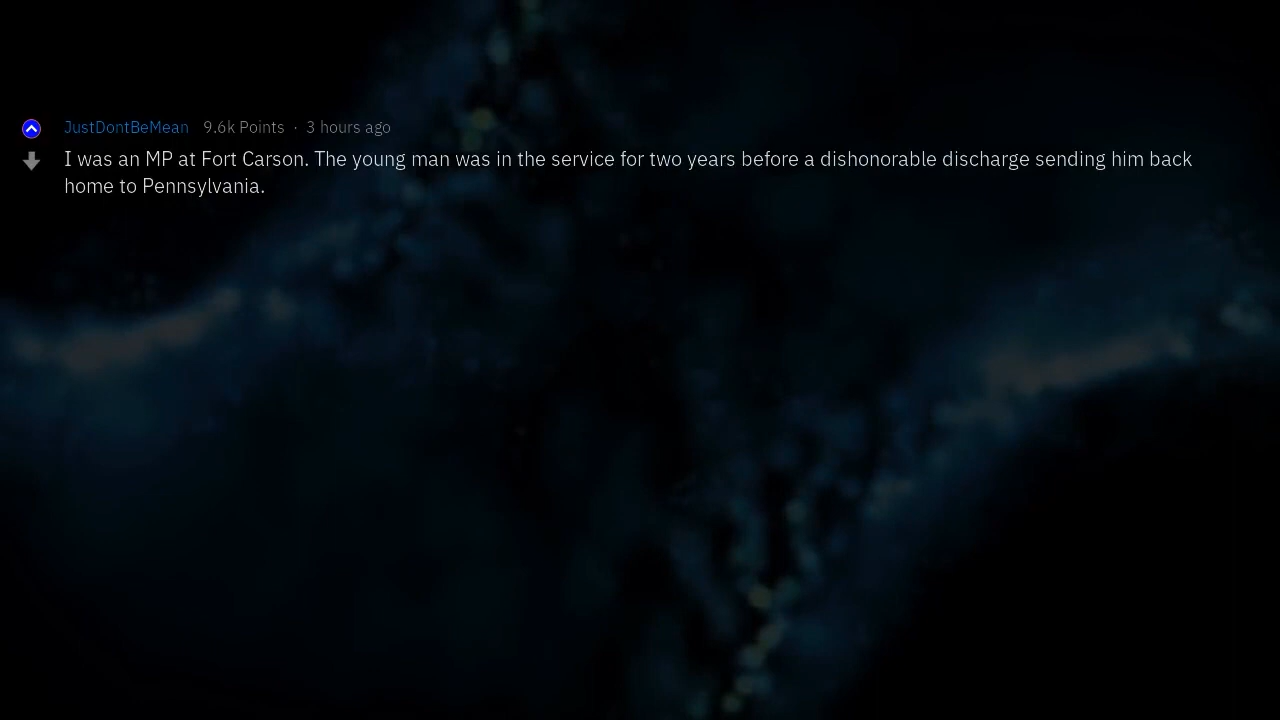 JustDontBeMean 9.6k Points · 3 hours ago
I was an MP at Fort Carson. The young man was in the service for two years before a dishonorable discharge sending him back
home to Pennsylvania.